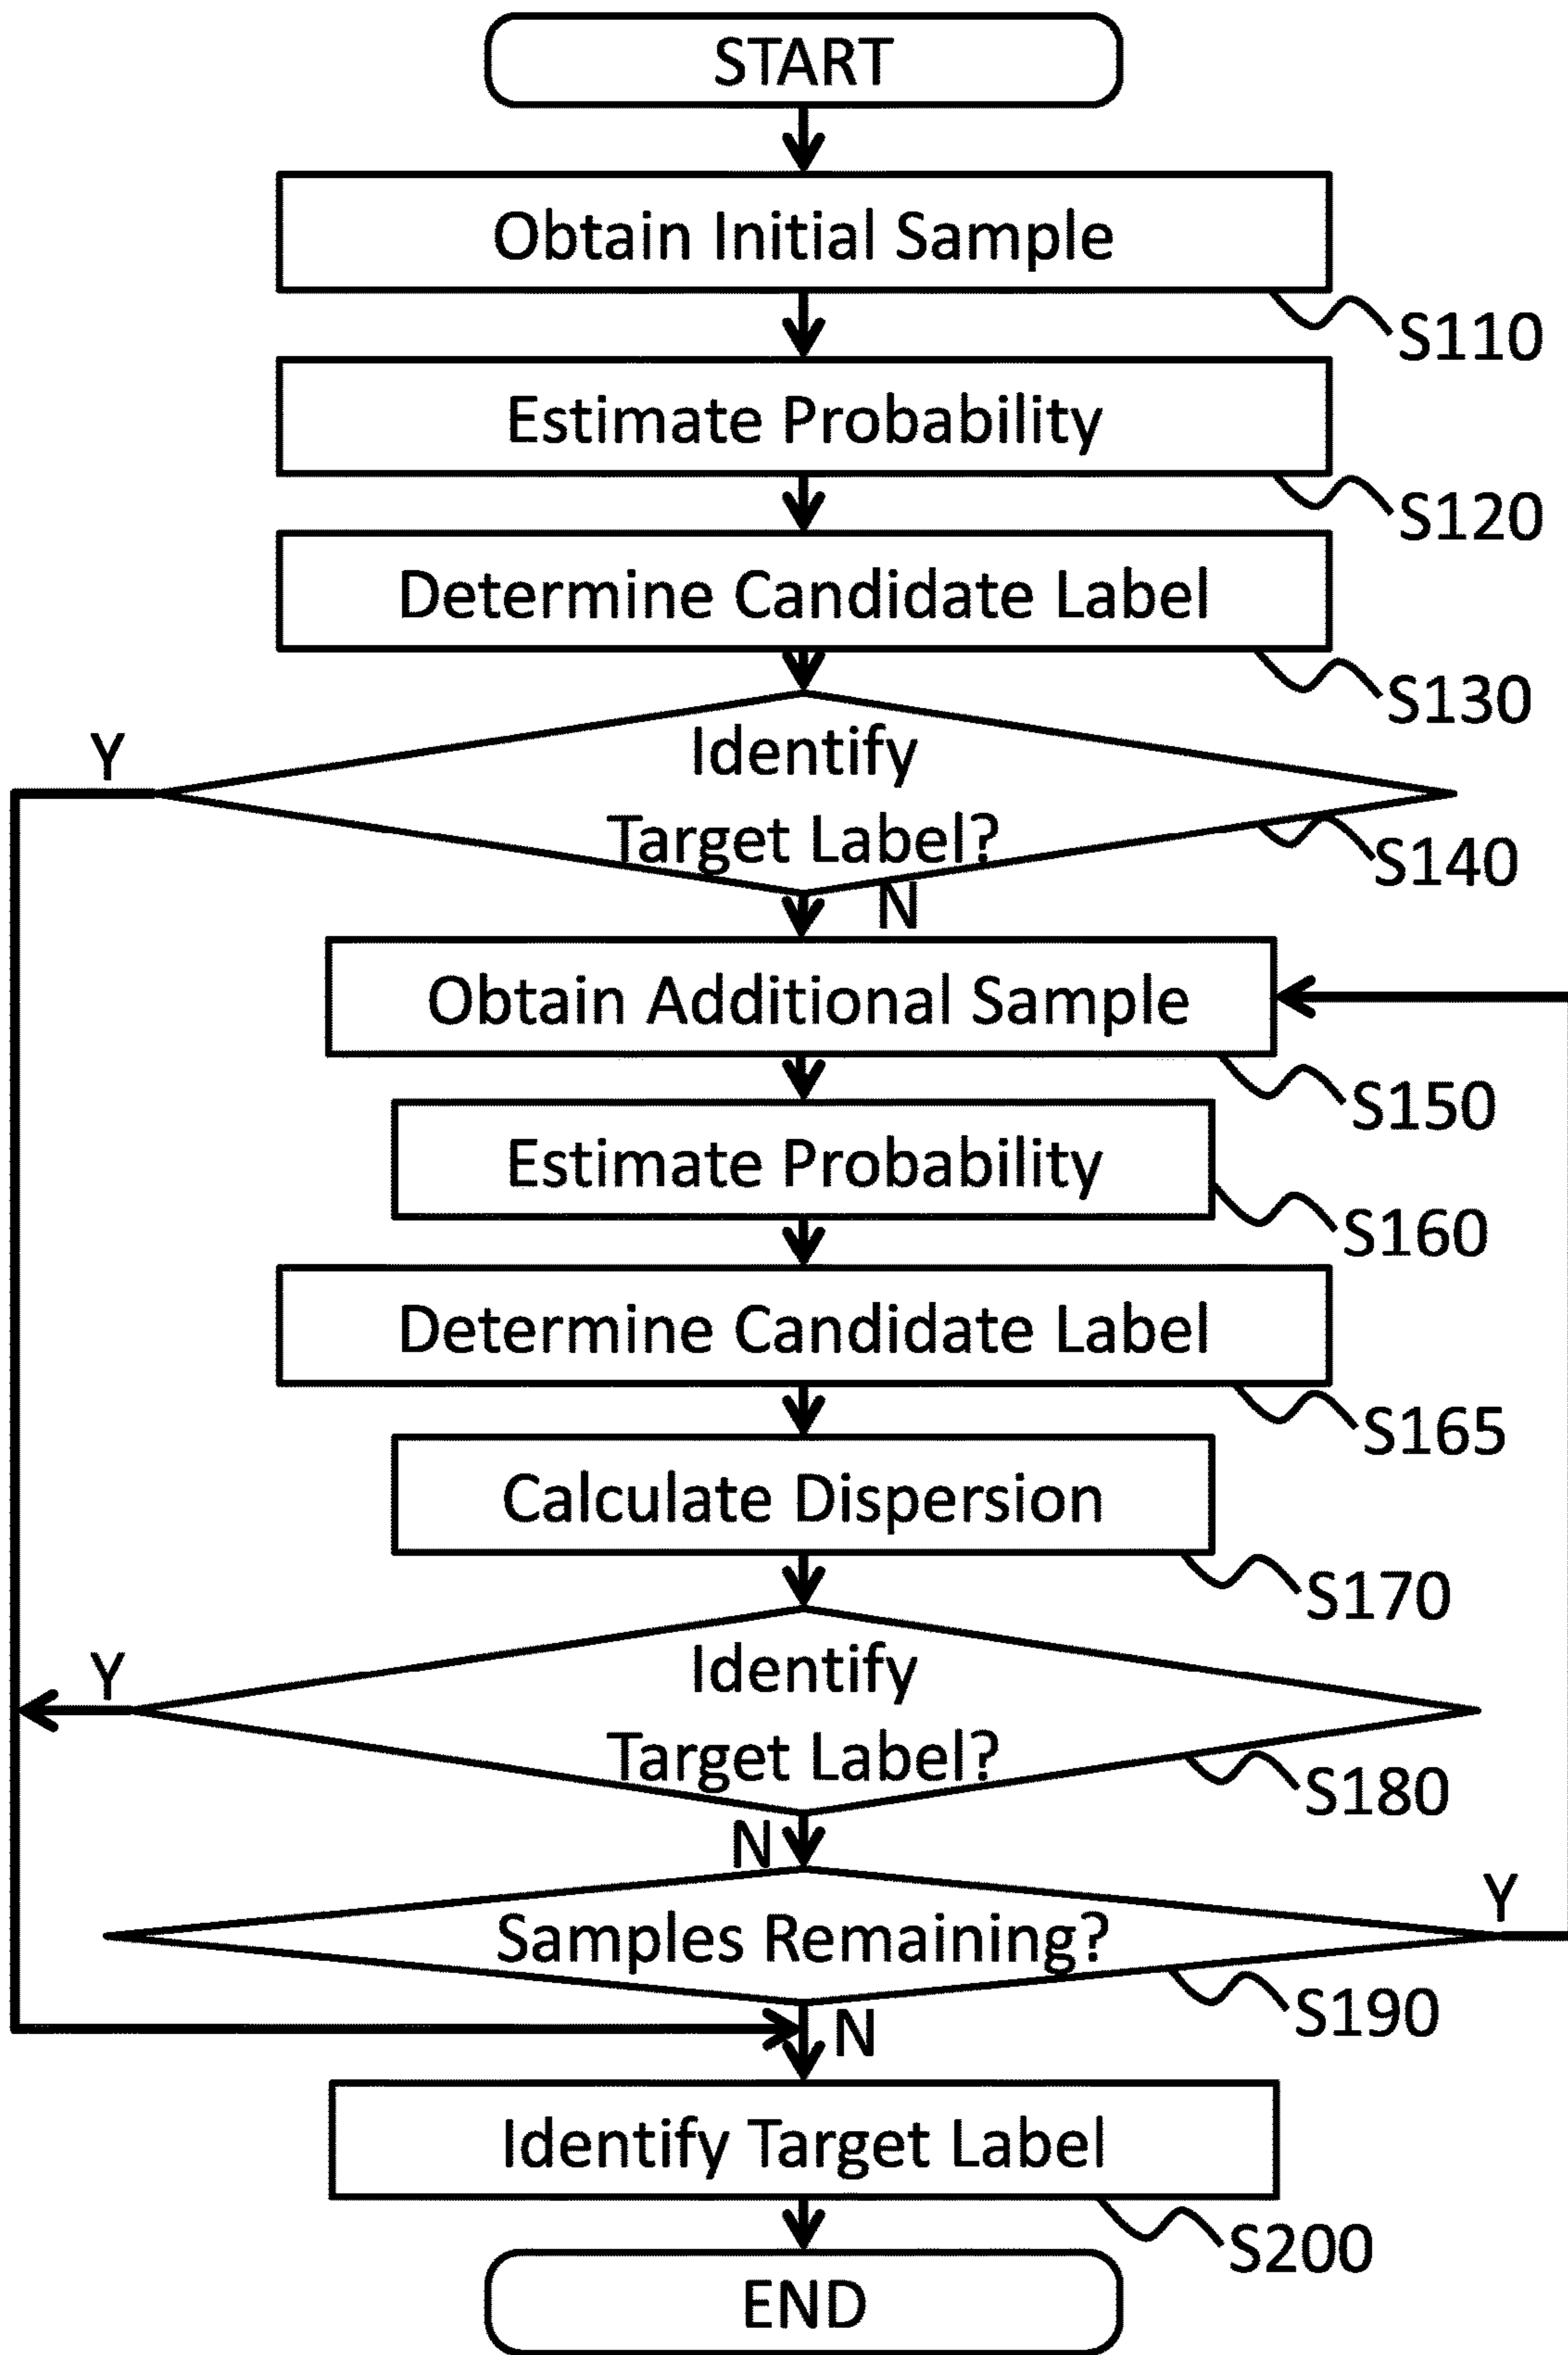 START
Obtain Initial Sample
S110
Estimate Probability
S120
Determine Candidate Label
S130
Y
Identify
Target Label?
S140
N
Obtain Additional Sample
S150
Estimate Probability
S160
Determine Candidate Label
S165
Calculate Dispersion
S170
Y
Identify
Target Label?
S180
N
Y
Samples Remaining?
S190
N
Identify Target Label
S200
END